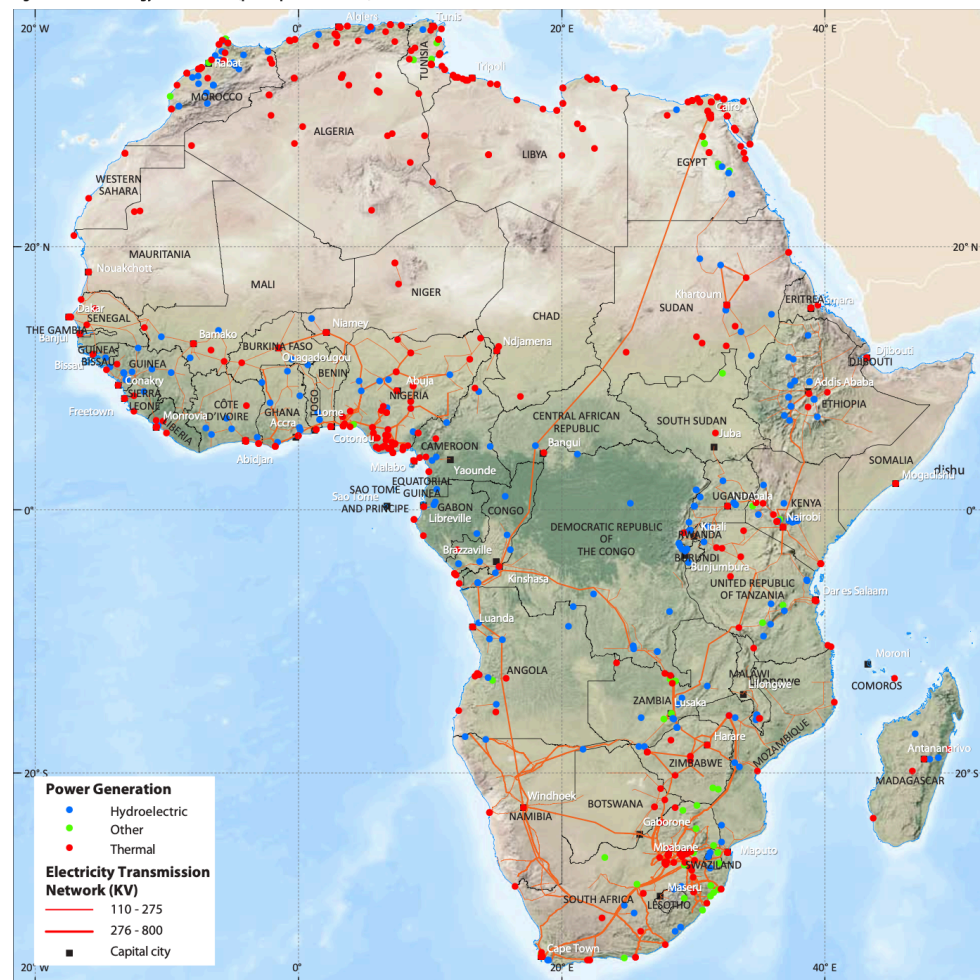 20° W
0°
20° E
40° E
Algiers
Tunis
Rabat
TUNISIA
Tripoli
MOROCCO
Cairo
ALGERIA
LIBYA
EGYPT
WESTERN
SAHARA
20° N
20° N
MAURITANIA
Nouakchott
MALI
NIGER
CHAD
SUDAN
Khartoum
ERITREA
Asmara
Dakar
SENEGAL
THE GAMBIA
Banjul
Bamako
Niamey
BURKINA FASO
Ouagadougou
Ndjamena
Djibouti
DJIBOUTI
GUINEA-
BISSAU
Bissau
GUINEA
BENIN
Conakry
Abuja
NIGERIA
Addis Ababa
ETHIOPIA
SIERRA
LEONE
Freetown
CÔTE
D'IVOIRE
GHANA
TOGO
Lome
Accra
Monrovia
LIBERIA
Cotonou
Abidjan
CENTRAL AFRICAN
REPUBLIC
SOUTH SUDAN
Juba
Bangui
CAMEROON
Malabo
Yaounde
SOMALIA
Mogadishu
dishu
EQUATORIAL
GUINEA
SAO TOME
AND PRINCIPE
Sao Tome
GABON
Libreville
CONGO
UGANDA
KENYA
Nairobi
0°
0°
DEMOCRATIC REPUBLIC
OF
THE CONGO
Kigali
RWANDA
BURUNDI
Bunjumbura
Brazzaville
Kinshasa
UNITED REPUBLIC
OF TANZANIA
Dar es Salaam
Luanda
ANGOLA
Moroni
COMOROS
MALAWI
Lilongwe
ZAMBIA
Lusaka
Harare
MOZAMBIQUE
ZIMBABWE
Antananarivo
MADAGASCAR
20° S
20° S
Windhoek
NAMIBIA
BOTSWANA
Gaborone
Mbabane
Maputo
SWAZILAND
Maseru
LESOTHO
SOUTH AFRICA
Cape Town
Power Generation
Hydroelectric
Other
Thermal
Electricity Transmission
Network (KV)
110 - 275
276 - 800
Capital city
20° W
0°
20° E
40° E